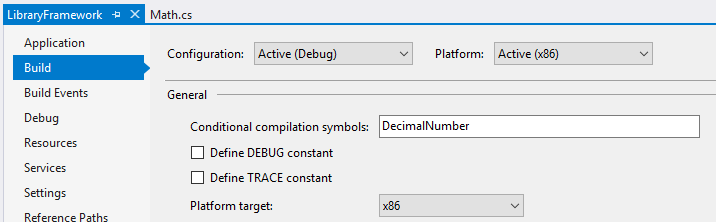 LibraryFramework Math.cs
Application
Build
Build Events
Debug
Resources
Services
Settings
Reference Paths
Configuration: Active (Debug) Platform: Active (x86)
General
Conditional compilation symbols: DecimalNumber
Define DEBUG constant
Define TRACE constant
Platform target: x86